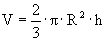 V = 2/3 · π · R² · h